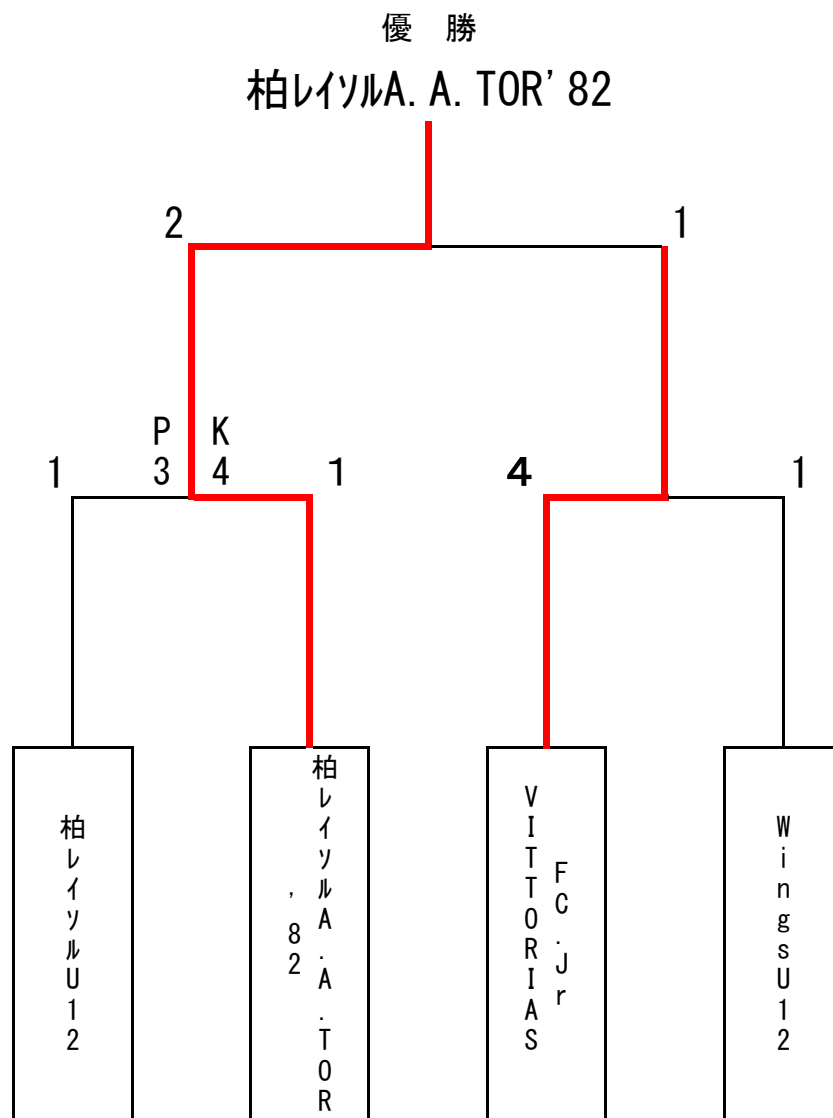 優　勝
柏レイソルA.A.TOR'82
2
1
P K
1
3 4
1
4
1
柏レイソルU12
柏レイソルA.A.TOR
'82
FC.Jr
VITTORIAS
WingsU12